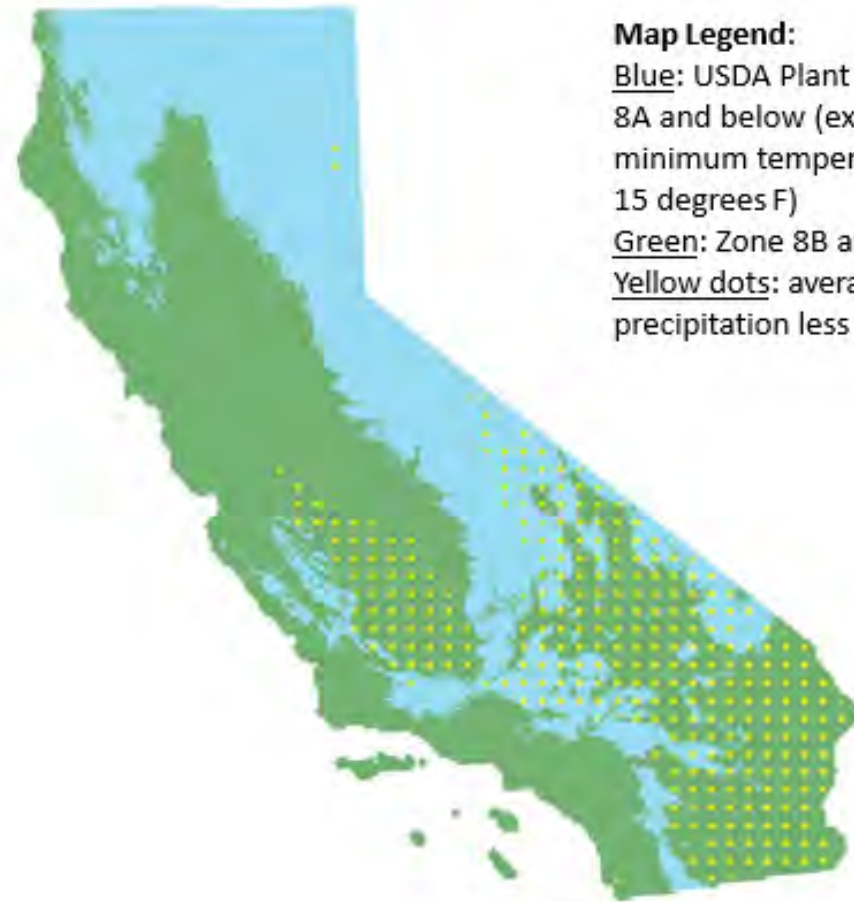 Map Legend:
Blue: USDA Plant
8A and below (ex
minimum temper
15 degrees F)
Green: Zone 8B a
Yellow dots: avera
precipitation less